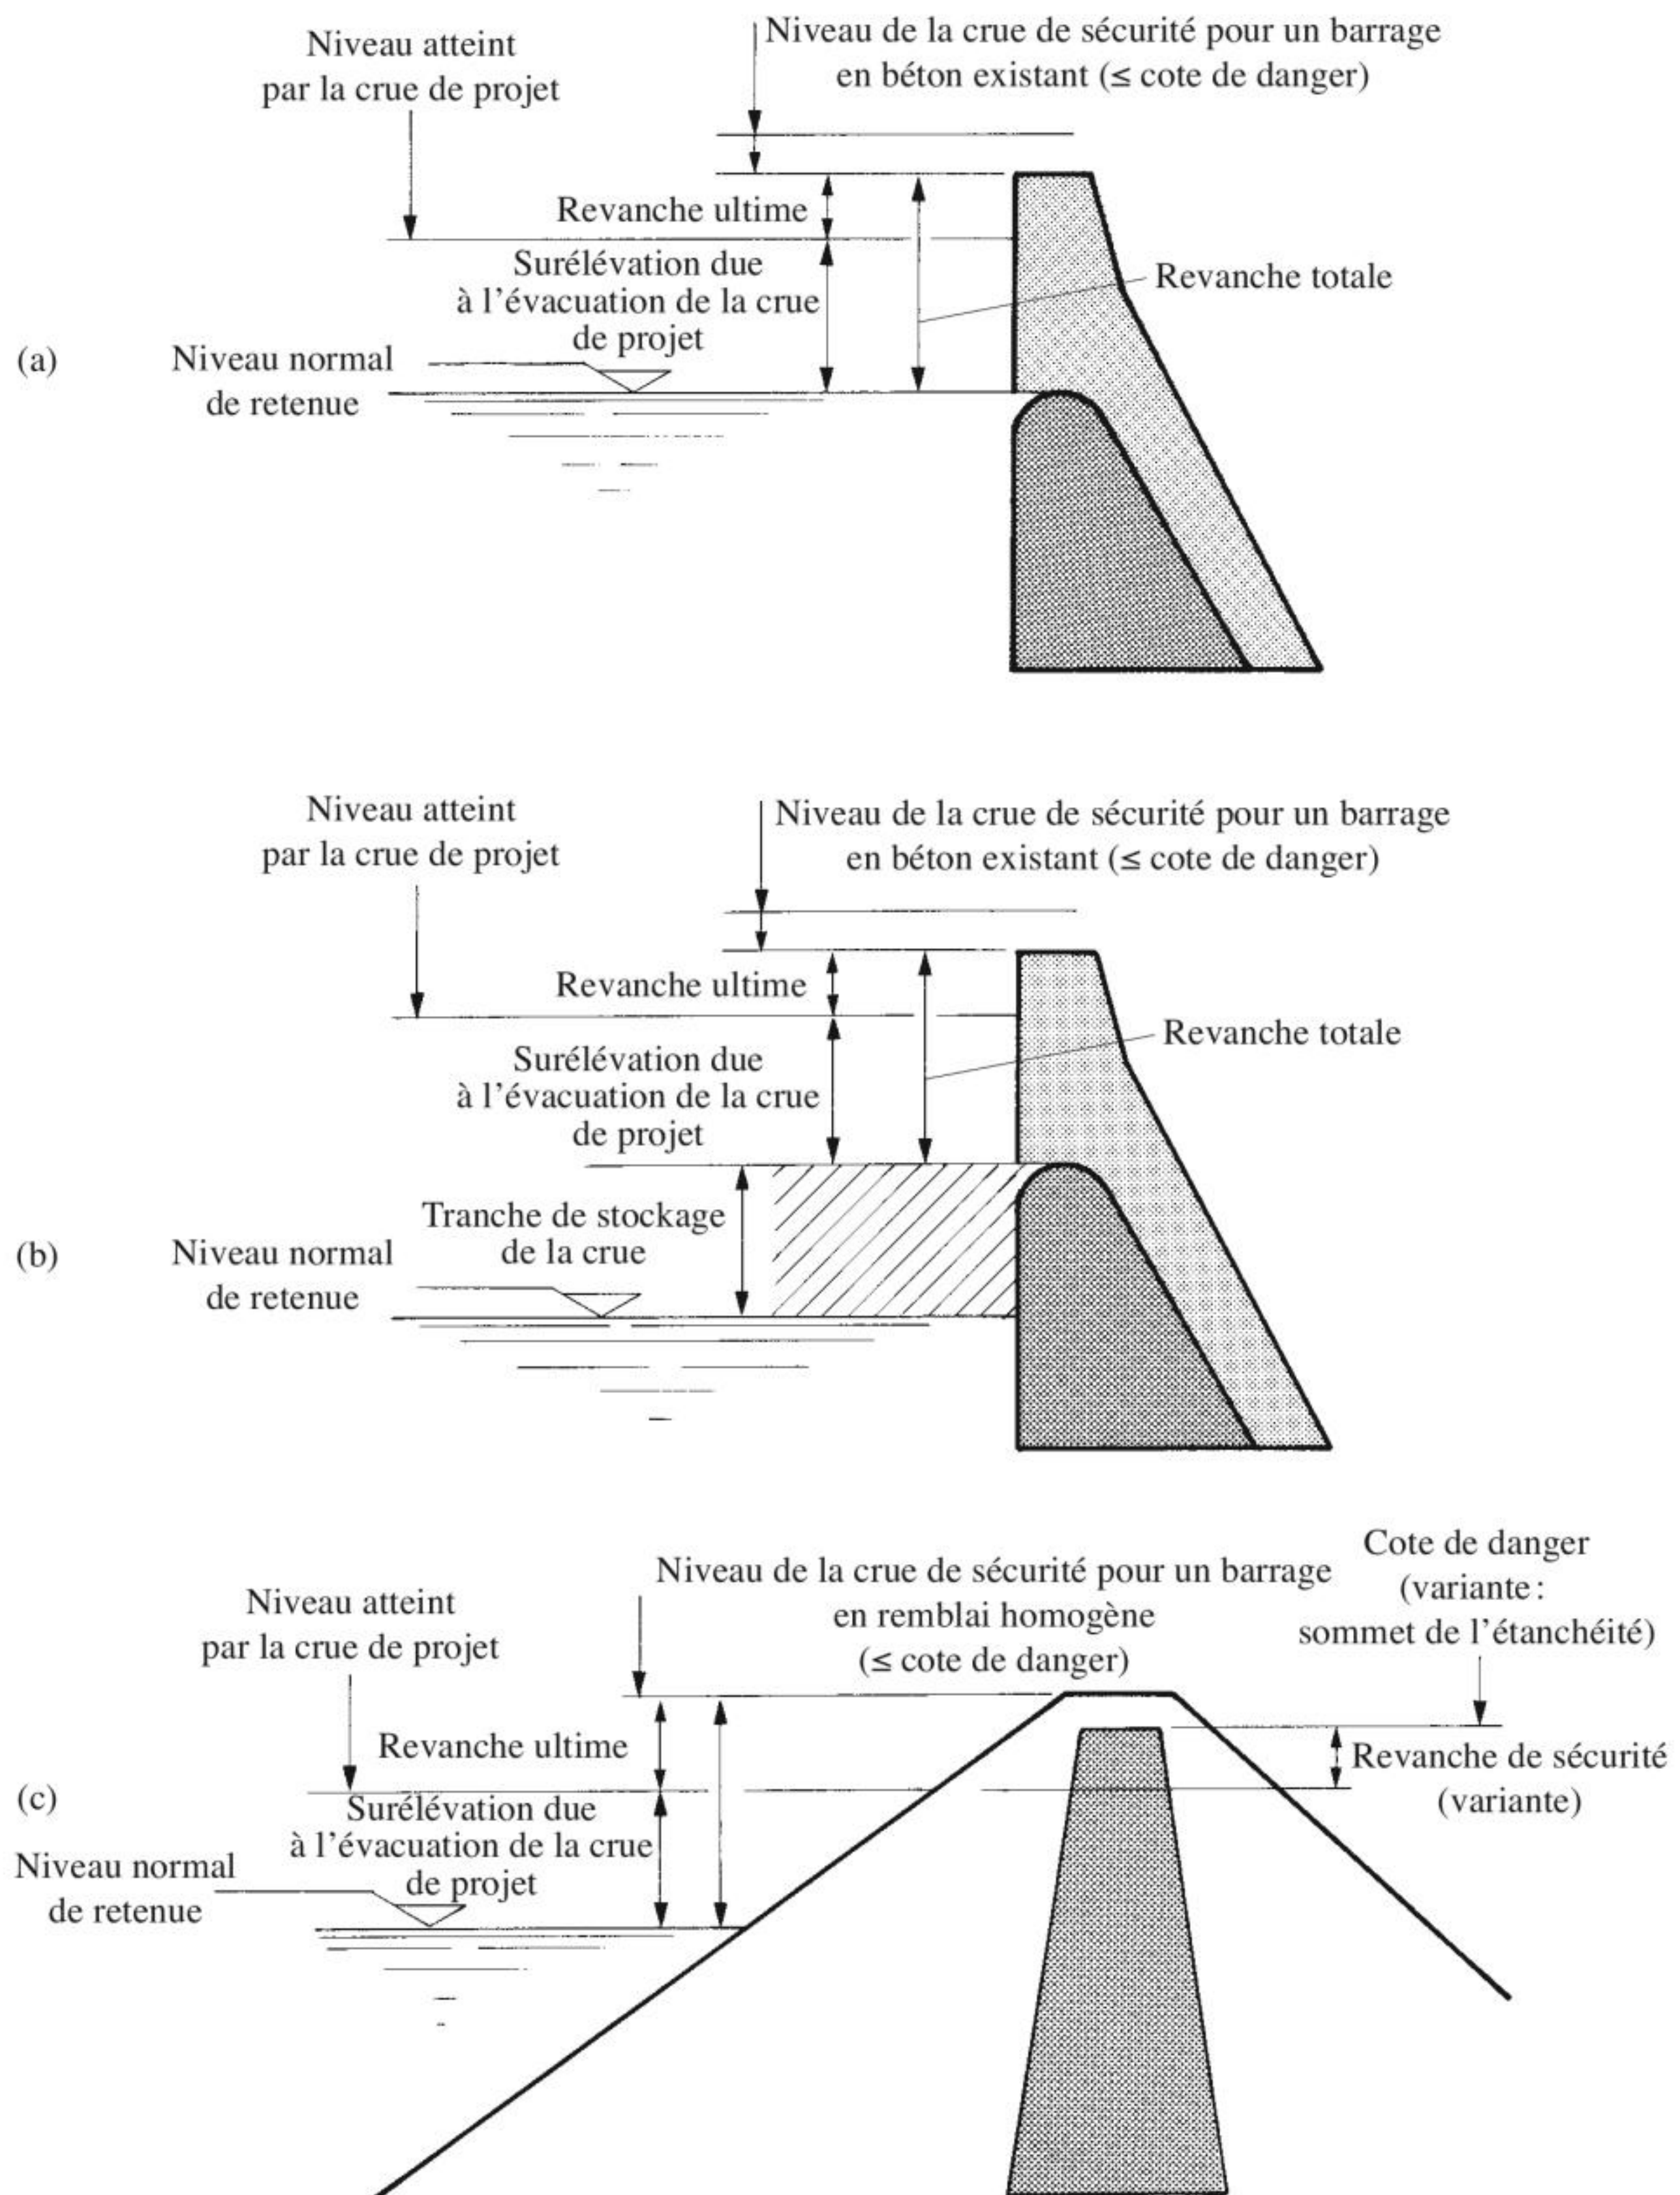 Niveau atteint
par la crue de projet
Niveau de la crue de sécurité pour un barrage
en béton existant (≤ cote de danger)
Revanche ultime
Surélévation due
à l’évacuation de la crue
de projet
Revanche totale
(a)
Niveau normal
de retenue
Niveau atteint
par la crue de projet
Niveau de la crue de sécurité pour un barrage
en béton existant (≤ cote de danger)
Revanche ultime
Revanche totale
Surélévation due
à l’évacuation de la crue
de projet
Tranche de stockage
de la crue
(b)
Niveau normal
de retenue
Cote de danger
(variante :
sommet de l’étanchéité)
Niveau de la crue de sécurité pour un barrage
en remblai homogène
(≤ cote de danger)
Niveau atteint
par la crue de projet
Revanche ultime
Revanche de sécurité
(variante)
(c)
Surélévation due
à l’évacuation de la crue
de projet
Niveau normal
de retenue